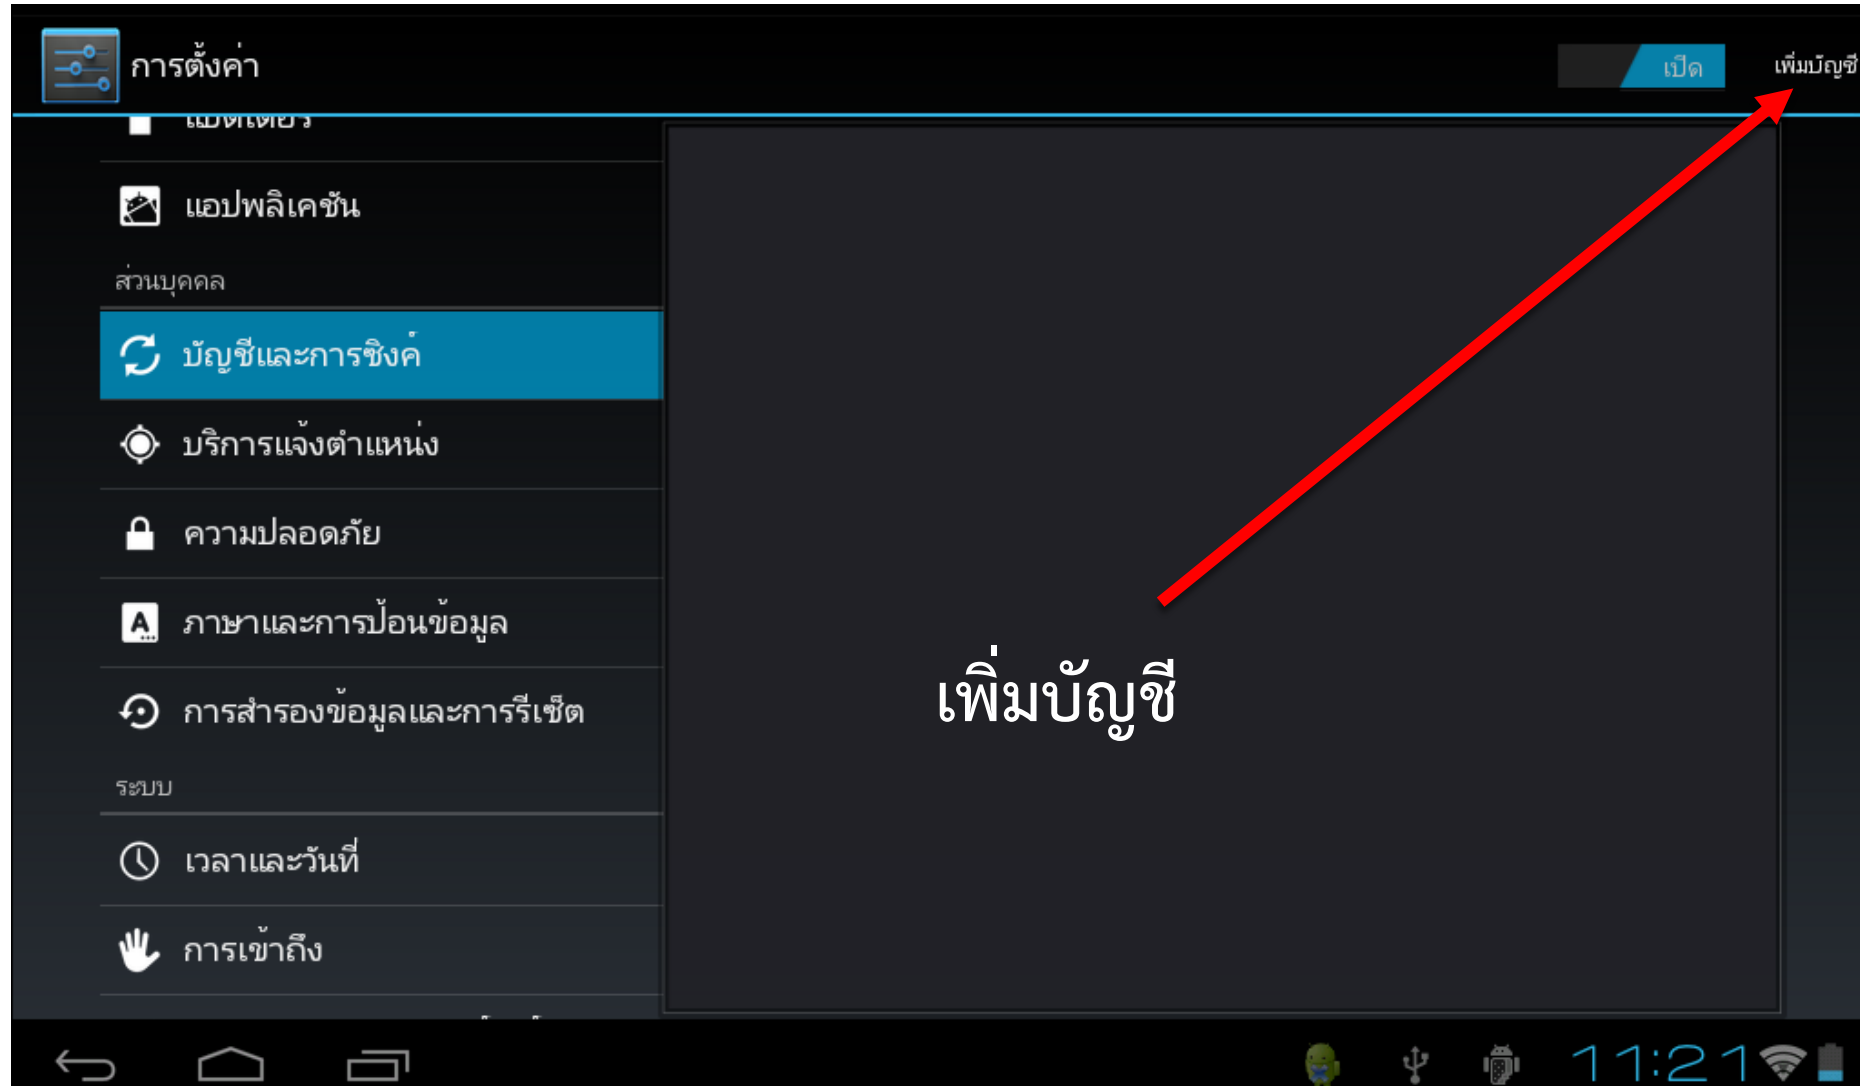 การตั้งค่า
เปิด
เพิ่มบัญชี
แบตเตอรี่
แอปพลิเคชัน
ส่วนบุคคล
บัญชีและการซิงค์
บริการแจ้งตำแหน่ง
ความปลอดภัย
ภาษาและการป้อนข้อมูล
เพิ่มบัญชี
การสำรองข้อมูลและการรีเซ็ต
ระบบ
เวลาและวันที่
การเข้าถึง
11:21